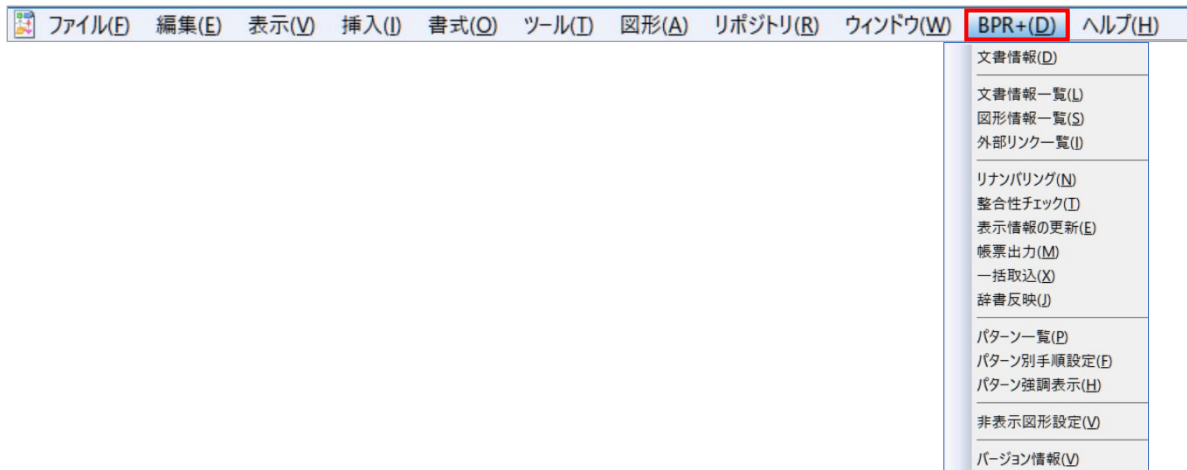 ファイル(F) 編集(E) 表示(V) 挿入(I) 書式(O) ツール(T) 図形(A) リポジトリ(R) ウィンドウ(W) BPR+(D) ヘルプ(H)
文書情報(D)
文書情報一覧(L)
図形情報一覧(S)
外部リンク一覧(I)
リナンバリング(N)
整合性チェック(T)
表示情報の更新(E)
帳票出力(M)
一括取込(X)
辞書反映(J)
パターン一覧(P)
パターン別手順設定(F)
パターン強調表示(H)
非表示図形設定(V)
バージョン情報(V)